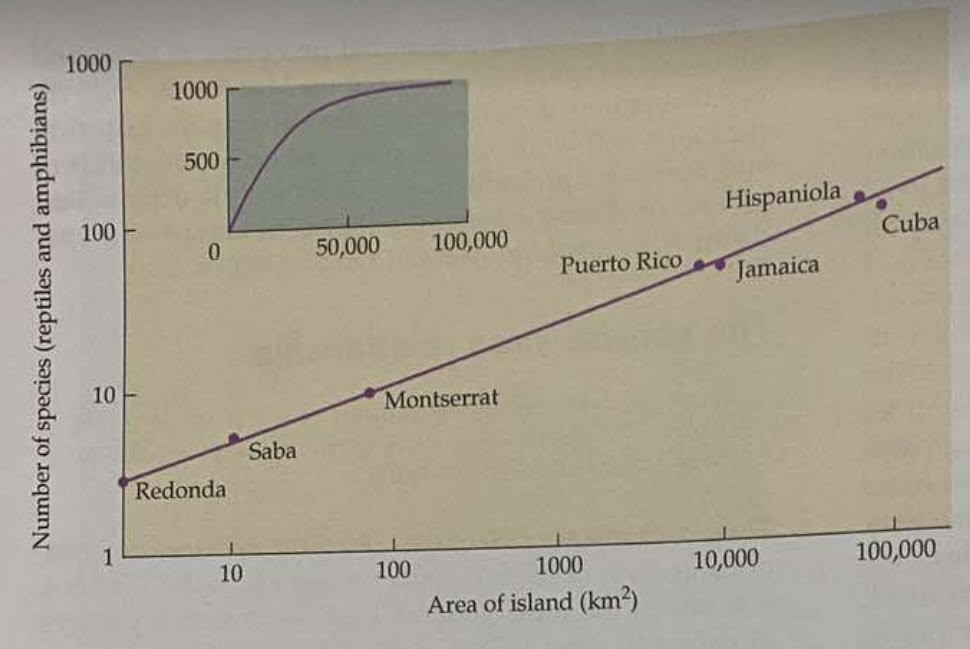 Number of species (reptiles and amphibians)
1000
100
10
1
1000
500
0
50,000
100,000
Hispaniola
Cuba
Puerto Rico
Jamaica
Montserrat
Saba
Redonda
10
100
1000
10,000
100,000
Area of island (km²)